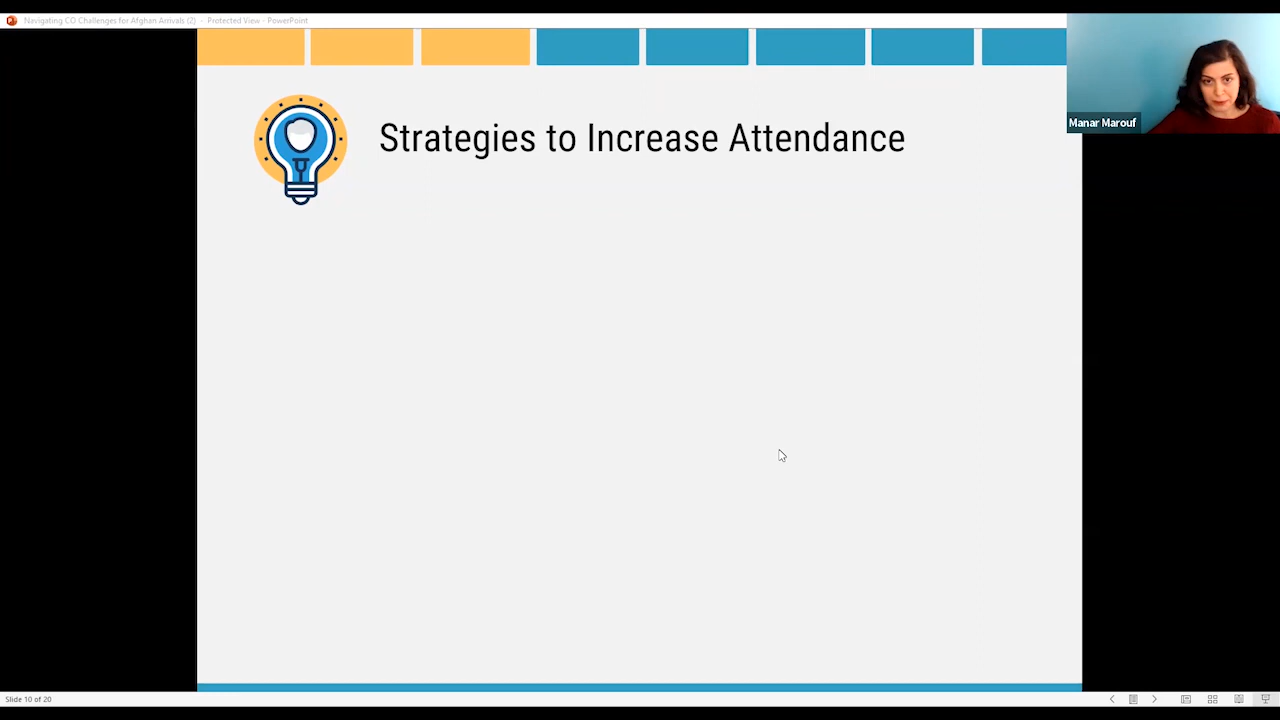 Navigating CO Challenges for Afghan Arrivals (2) - Protected View - PowerPoint
Manar Marouf
Strategies to Increase Attendance
Slide 10 of 20